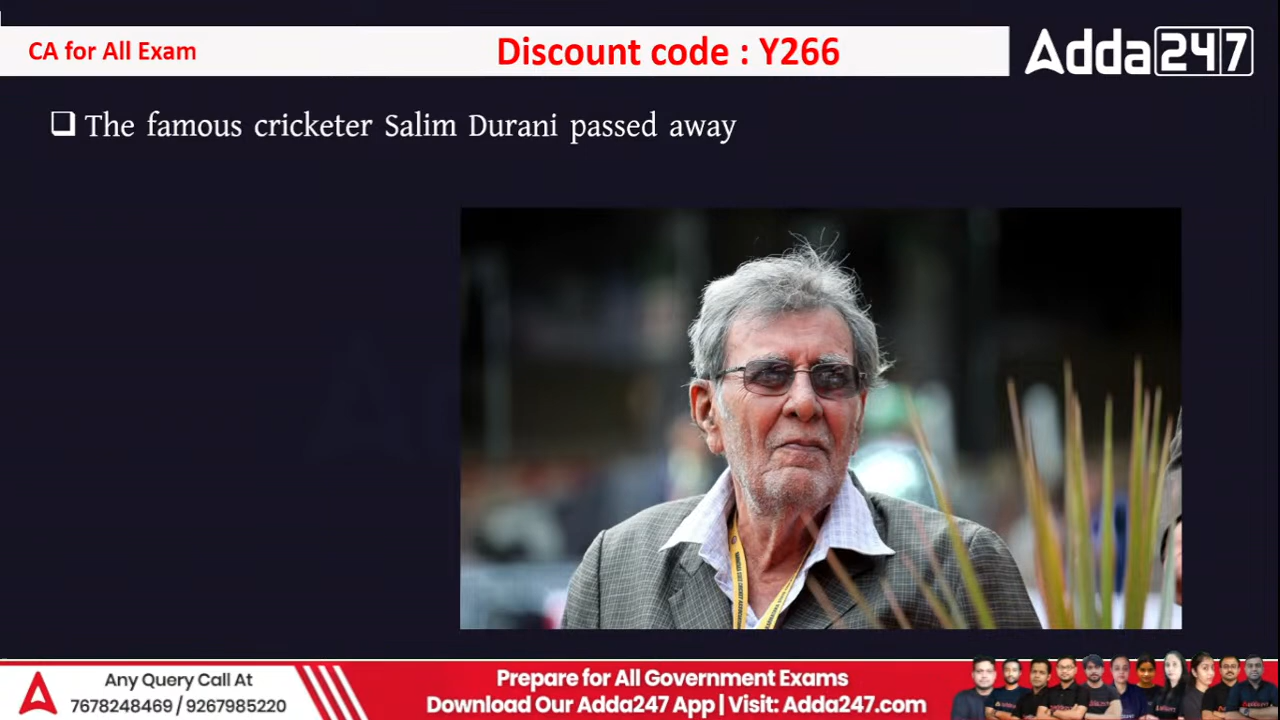 CA for All Exam
Discount code : Y266
Adda247
The famous cricketer Salim Durani passed away
Any Query Call At
7678248469 / 9267985220
Prepare for All Government Exams
Download Our Adda247 App | Visit: Adda247.com